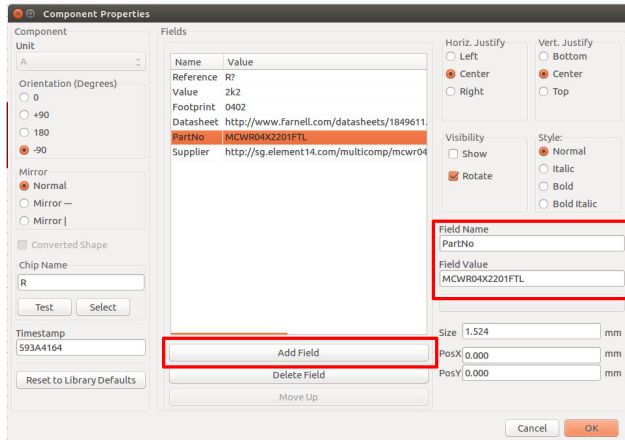 Component Properties
Component
Unit
A
Orientation (Degrees)
0
+90
180
-90
Mirror
Normal
Mirror —
Mirror |
Converted Shape
Chip Name
R
Test Select
Timestamp
593A4164
Reset to Library Defaults
Fields
Name Value
Reference R?
Value 2k2
Footprint 0402
Datasheet http://www.farnell.com/datasheets/1849611.
PartNo MCWR04X2201FTL
Supplier http://sg.element14.com/multicomp/mcwr04
Add Field
Delete Field
Move Up
Horiz. Justify
Left
Center
Right
Vert. Justify
Bottom
Center
Top
Visibility
Show
Rotate
Style:
Normal
Italic
Bold
Bold Italic
Field Name
PartNo
Field Value
MCWR04X2201FTL
Size 1.524 mm
PosX 0.000 mm
PosY 0.000 mm
Cancel OK